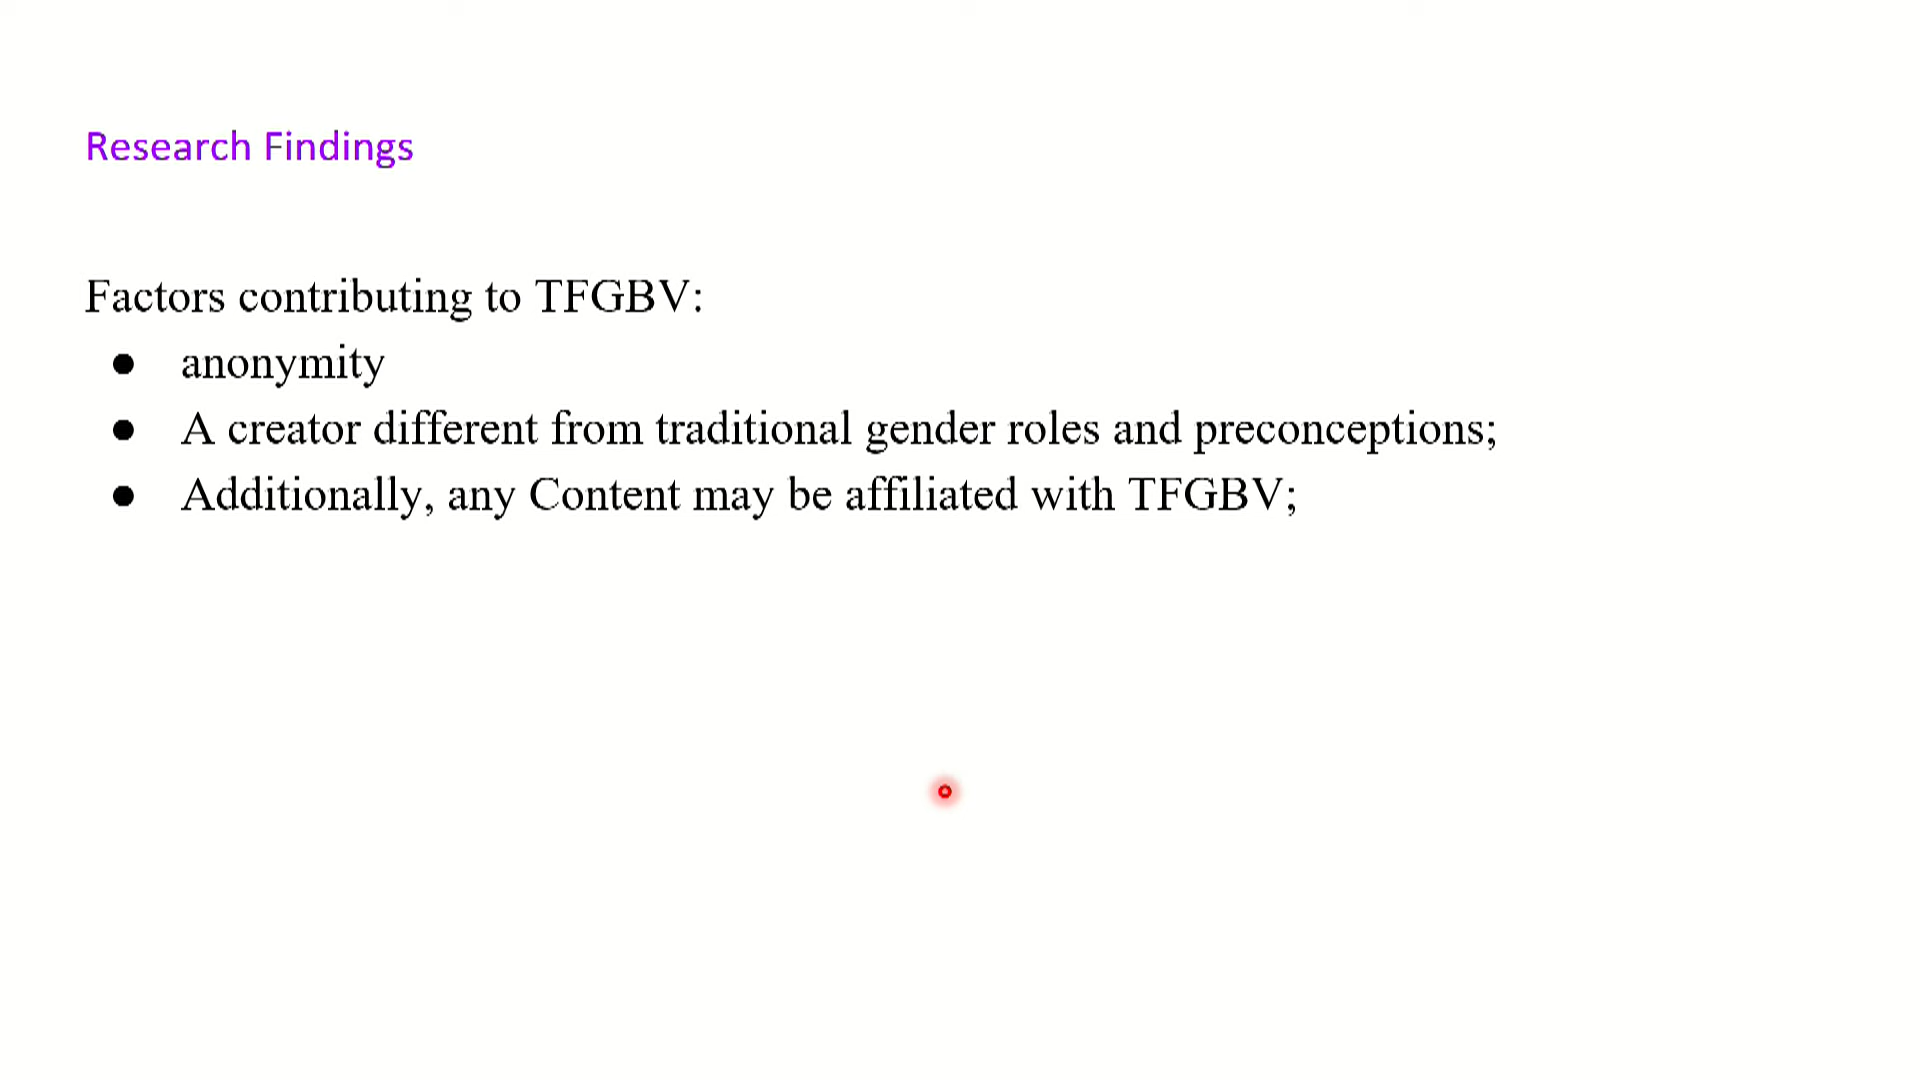 Research Findings
Factors contributing to TFGBV:
● anonymity
● A creator different from traditional gender roles and preconceptions;
● Additionally, any Content may be affiliated with TFGBV;